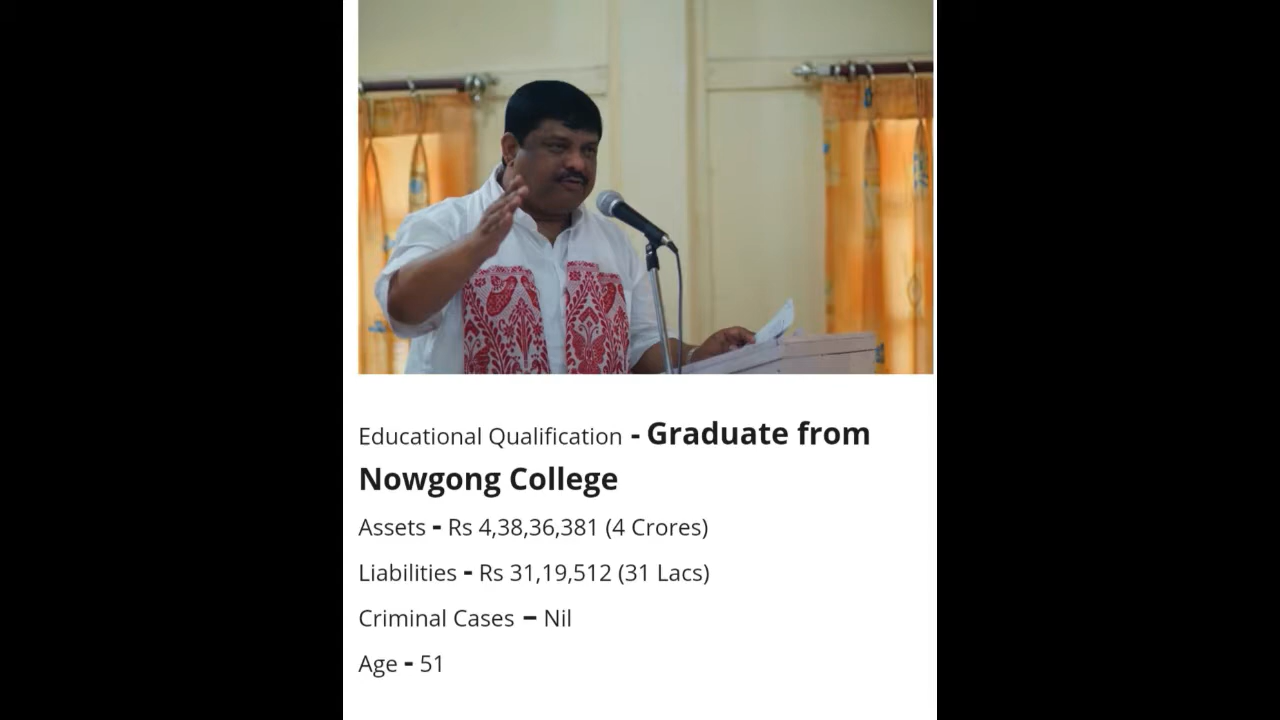 Educational Qualification - Graduate from
Nowgong College
Assets - Rs 4,38,36,381 (4 Crores)
Liabilities - Rs 31,19,512 (31 Lacs)
Criminal Cases – Nil
Age - 51